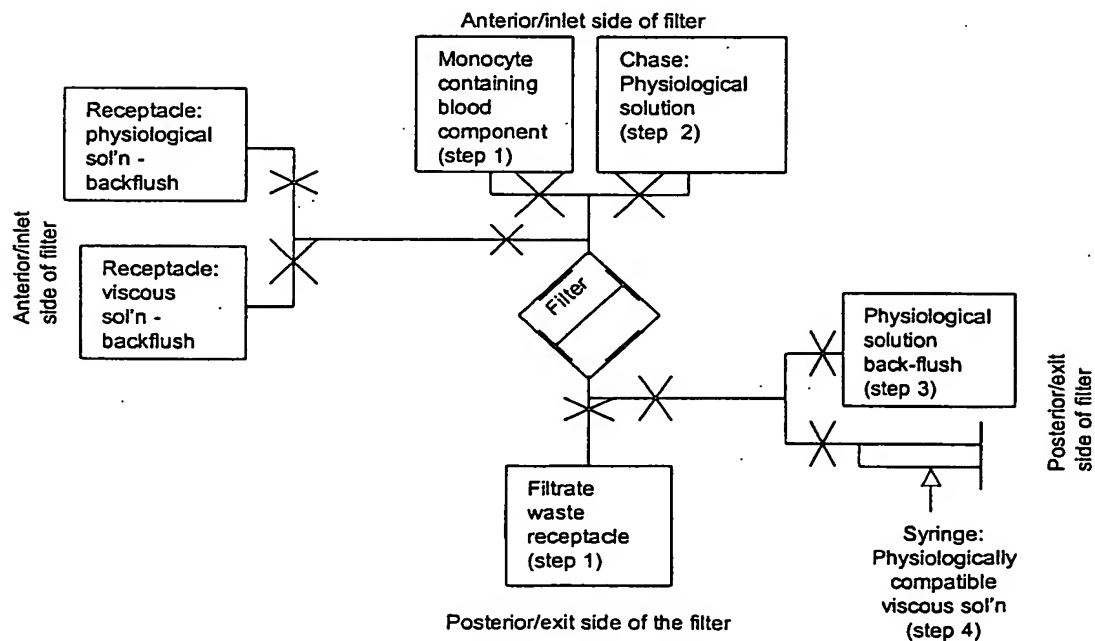 Anterior/inlet side of filter
Monocyte
containing
blood
component
(step 1)
Chase:
Physiological
solution
(step 2)
Receptacle:
physiological
sol'n -
backflush
Anterior/inlet
side of filter
Receptacle:
viscous
sol'n -
backflush
Filter
Physiological
solution
back-flush
(step 3)
Posterior/exit
side of filter
Filtrate
waste
receptacle
(step 1)
Syringe:
Physiologically
compatible
viscous sol'n
(step 4)
Posterior/exit side of the filter